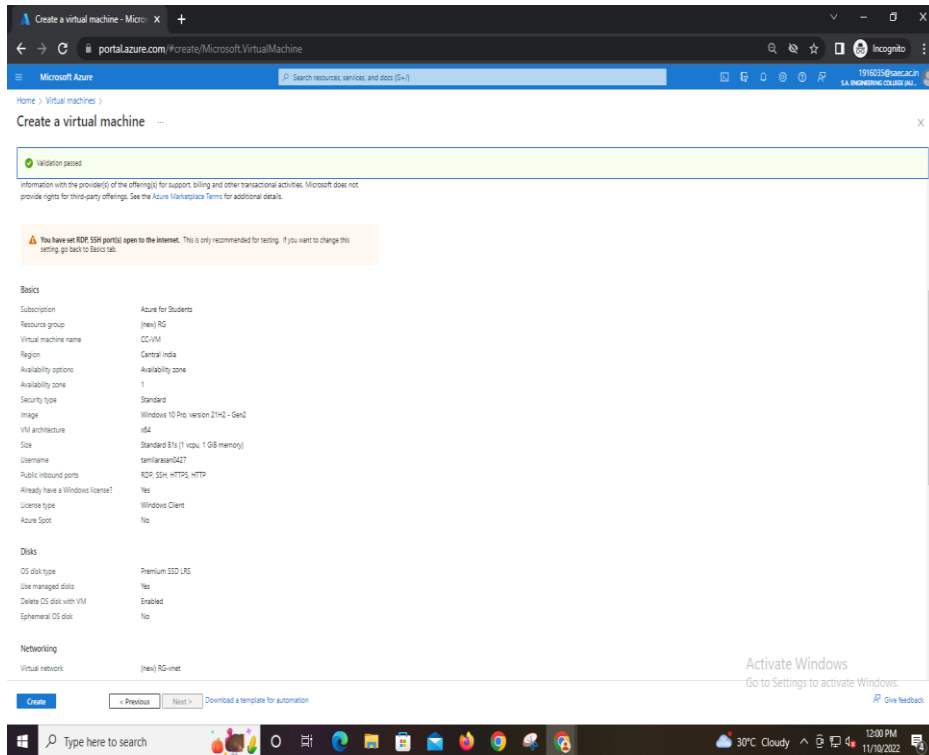 Create a virtual machine - Micro
portal.azure.com/#create/Microsoft.VirtualMachine
Incognito
Microsoft Azure
Search resources, services, and docs (G+/)
1916035@saec.ac.in
S.A. ENGINEERING COLLEGE (AU...
Home > Virtual machines >
Create a virtual machine ...
Validation passed
information with the provider(s) of the offering(s) for support, billing and other transactional activities. Microsoft does not
provide rights for third-party offerings. See the Azure Marketplace Terms for additional details.
You have set RDP, SSH port(s) open to the internet. This is only recommended for testing. If you want to change this
setting, go back to Basics tab.
Basics
Subscription Azure for Students
Resource group (new) RG
Virtual machine name CC-VM
Region Central India
Availability options Availability zone
Availability zone 1
Security type Standard
Image Windows 10 Pro, version 21H2 - Gen2
VM architecture x64
Size Standard B1s (1 vcpu, 1 GiB memory)
Username tamilarasan0427
Public inbound ports RDP, SSH, HTTPS, HTTP
Already have a Windows license? Yes
License type Windows Client
Azure Spot No
Disks
OS disk type Premium SSD LRS
Use managed disks Yes
Delete OS disk with VM Enabled
Ephemeral OS disk No
Networking
Virtual network (new) RG-vnet
Activate Windows
Go to Settings to activate Windows.
Create < Previous Next > Download a template for automation Give feedback
Type here to search
30°C Cloudy
12:00 PM
11/10/2022
4